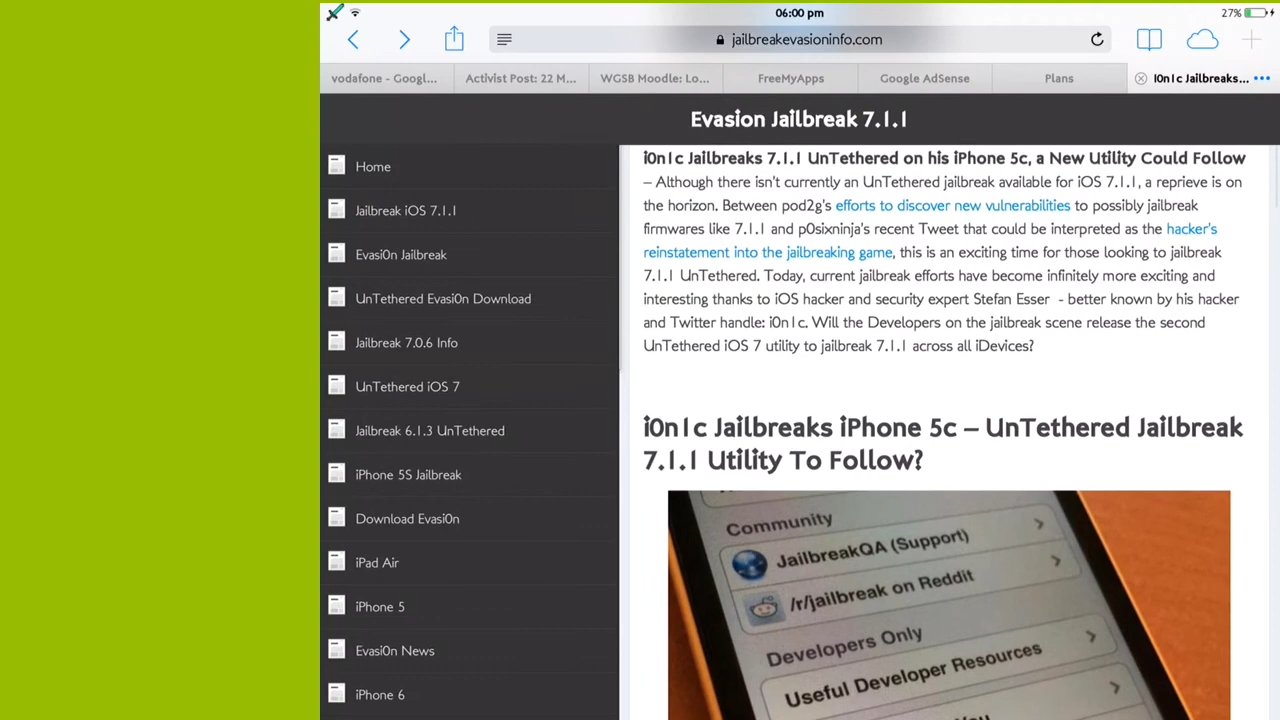 06:00 pm
27%
jailbreakevasioninfo.com
vodafone - Googl...
Activist Post: 22 M...
WGSB Moodle: Lo...
FreeMyApps
Google AdSense
Plans
I0n1c Jailbreaks...
Evasion Jailbreak 7.1.1
Home
Jailbreak iOS 7.1.1
Evasi0n Jailbreak
UnTethered Evasi0n Download
Jailbreak 7.0.6 Info
UnTethered iOS 7
Jailbreak 6.1.3 UnTethered
iPhone 5S Jailbreak
Download Evasi0n
iPad Air
iPhone 5
Evasi0n News
iPhone 6
i0n1c Jailbreaks 7.1.1 UnTethered on his iPhone 5c, a New Utility Could Follow
– Although there isn't currently an UnTethered jailbreak available for iOS 7.1.1, a reprieve is on
the horizon. Between pod2g's efforts to discover new vulnerabilities to possibly jailbreak
firmwares like 7.1.1 and p0sixninja's recent Tweet that could be interpreted as the hacker's
reinstatement into the jailbreaking game, this is an exciting time for those looking to jailbreak
7.1.1 UnTethered. Today, current jailbreak efforts have become infinitely more exciting and
interesting thanks to iOS hacker and security expert Stefan Esser - better known by his hacker
and Twitter handle: i0n1c. Will the Developers on the jailbreak scene release the second
UnTethered iOS 7 utility to jailbreak 7.1.1 across all iDevices?
i0n1c Jailbreaks iPhone 5c – UnTethered Jailbreak
7.1.1 Utility To Follow?
Community
JailbreakQA (Support)
/r/jailbreak on Reddit
Developers Only
Useful Developer Resources